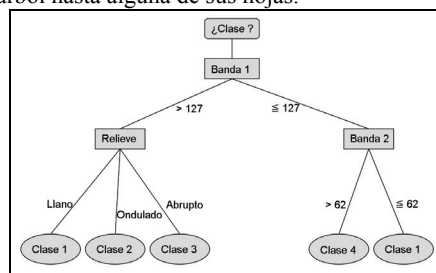 árbol hasta alguna de sus hojas.
¿Clase ?
Banda 1
> 127
≦ 127
Relieve
Banda 2
Llano
Ondulado
Abrupto
> 62
≦ 62
Clase 1
Clase 2
Clase 3
Clase 4
Clase 1